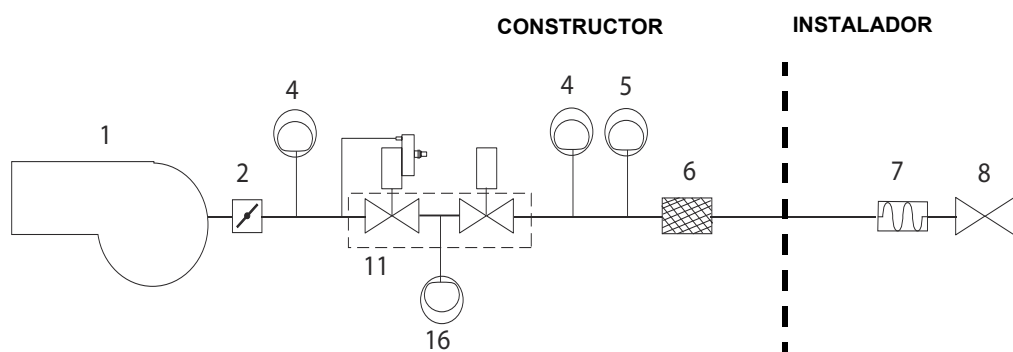 CONSTRUCTOR INSTALADOR
4 4 5
1 2 6 7 8
11
16